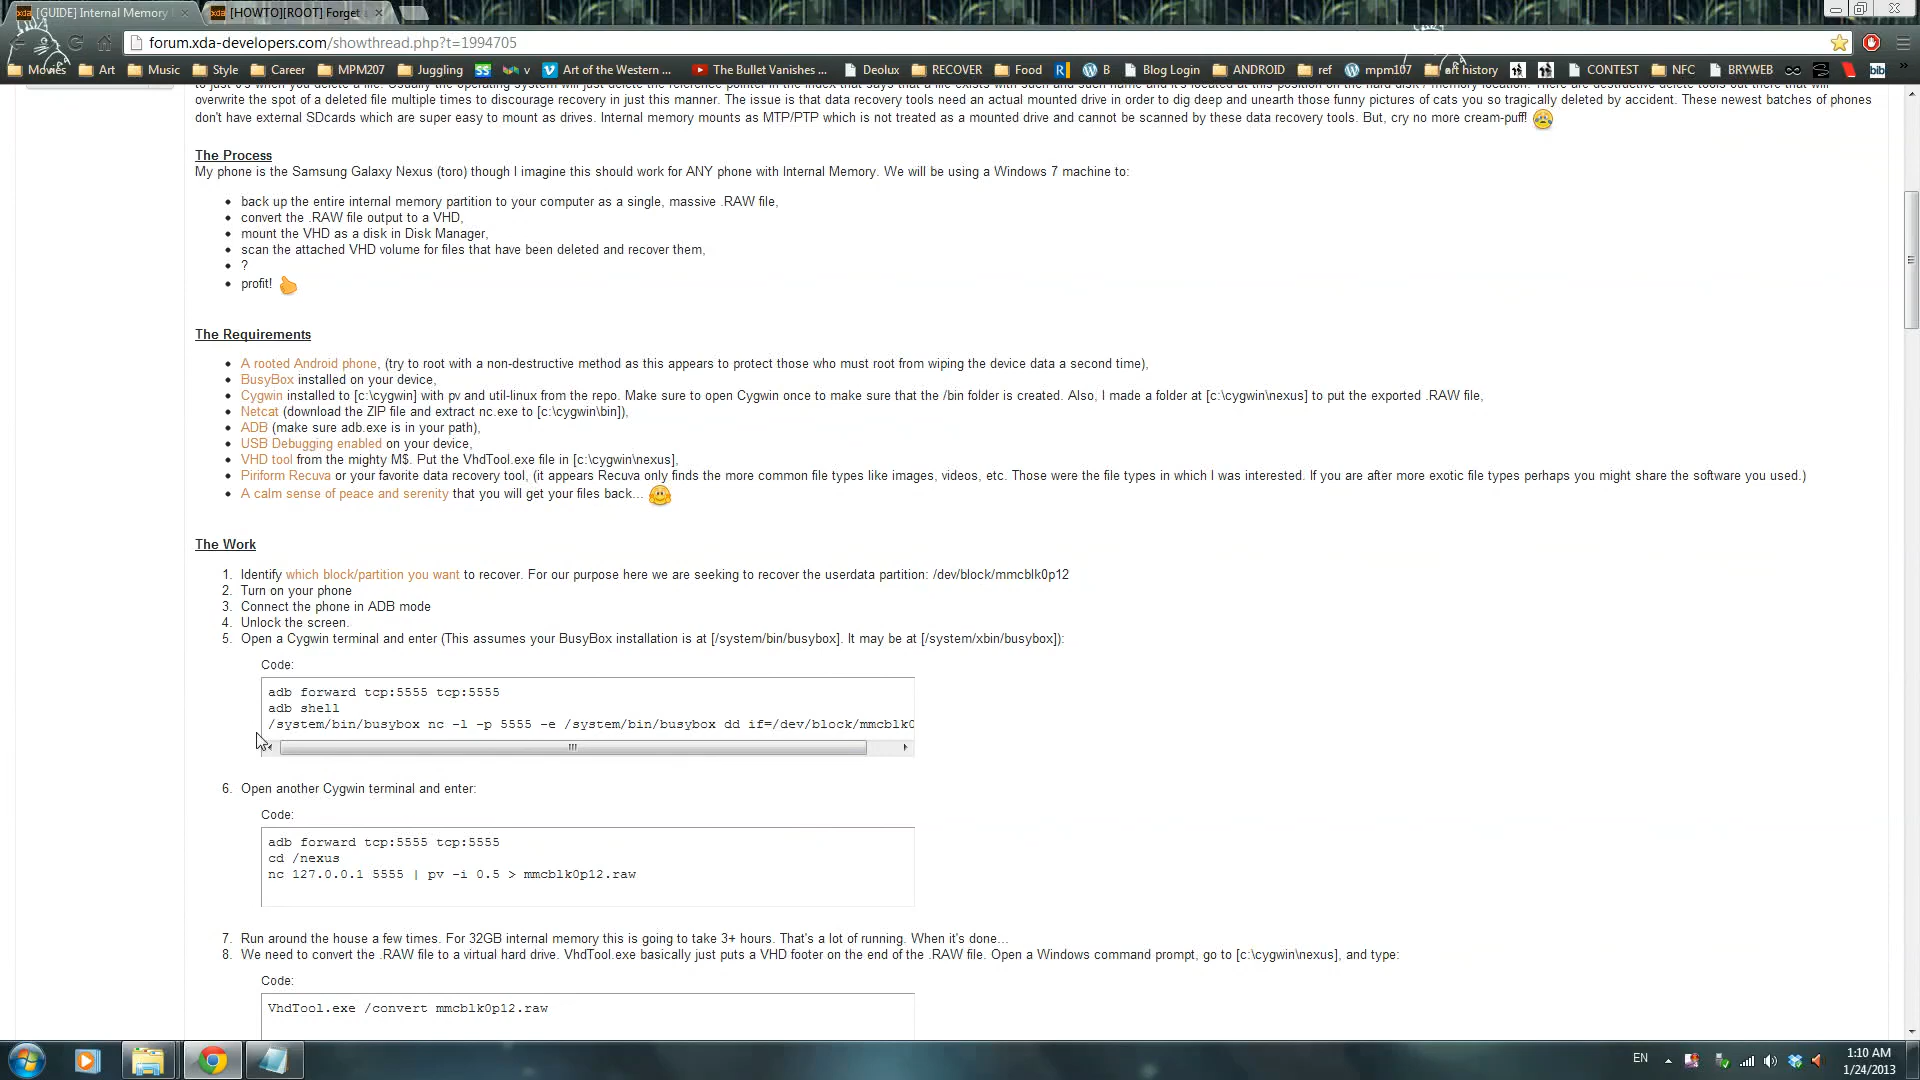 [GUIDE] Internal Memory
[HOWTO][ROOT] Forget
forum.xda-developers.com/showthread.php?t=1994705
Movies Art Music Style Career MPM207 Juggling v Art of the Western ... The Bullet Vanishes ... Deolux RECOVER Food B Blog Login ANDROID ref mpm107 art history CONTEST NFC BRYWEB bib
overwrite the spot of a deleted file multiple times to discourage recovery in just this manner. The issue is that data recovery tools need an actual mounted drive in order to dig deep and unearth those funny pictures of cats you so tragically deleted by accident. These newest batches of phones
don't have external SDcards which are super easy to mount as drives. Internal memory mounts as MTP/PTP which is not treated as a mounted drive and cannot be scanned by these data recovery tools. But, cry no more cream-puff!
The Process
My phone is the Samsung Galaxy Nexus (toro) though I imagine this should work for ANY phone with Internal Memory. We will be using a Windows 7 machine to:
• back up the entire internal memory partition to your computer as a single, massive .RAW file,
• convert the .RAW file output to a VHD,
• mount the VHD as a disk in Disk Manager,
• scan the attached VHD volume for files that have been deleted and recover them,
• ?
• profit!
The Requirements
• A rooted Android phone, (try to root with a non-destructive method as this appears to protect those who must root from wiping the device data a second time),
• BusyBox installed on your device,
• Cygwin installed to [c:\cygwin] with pv and util-linux from the repo. Make sure to open Cygwin once to make sure that the /bin folder is created. Also, I made a folder at [c:\cygwin\nexus] to put the exported .RAW file,
• Netcat (download the ZIP file and extract nc.exe to [c:\cygwin\bin]),
• ADB (make sure adb.exe is in your path),
• USB Debugging enabled on your device,
• VHD tool from the mighty M$. Put the VhdTool.exe file in [c:\cygwin\nexus],
• Piriform Recuva or your favorite data recovery tool, (it appears Recuva only finds the more common file types like images, videos, etc. Those were the file types in which I was interested. If you are after more exotic file types perhaps you might share the software you used.)
• A calm sense of peace and serenity that you will get your files back...
The Work
1. Identify which block/partition you want to recover. For our purpose here we are seeking to recover the userdata partition: /dev/block/mmcblk0p12
2. Turn on your phone
3. Connect the phone in ADB mode
4. Unlock the screen.
5. Open a Cygwin terminal and enter (This assumes your BusyBox installation is at [/system/bin/busybox]. It may be at [/system/xbin/busybox]):
Code:
adb forward tcp:5555 tcp:5555
adb shell
/system/bin/busybox nc -l -p 5555 -e /system/bin/busybox dd if=/dev/block/mmcblk0
6. Open another Cygwin terminal and enter:
Code:
adb forward tcp:5555 tcp:5555
cd /nexus
nc 127.0.0.1 5555 | pv -i 0.5 > mmcblk0p12.raw
7. Run around the house a few times. For 32GB internal memory this is going to take 3+ hours. That's a lot of running. When it's done...
8. We need to convert the .RAW file to a virtual hard drive. VhdTool.exe basically just puts a VHD footer on the end of the .RAW file. Open a Windows command prompt, go to [c:\cygwin\nexus], and type:
Code:
VhdTool.exe /convert mmcblk0p12.raw
EN
1:10 AM
1/24/2013